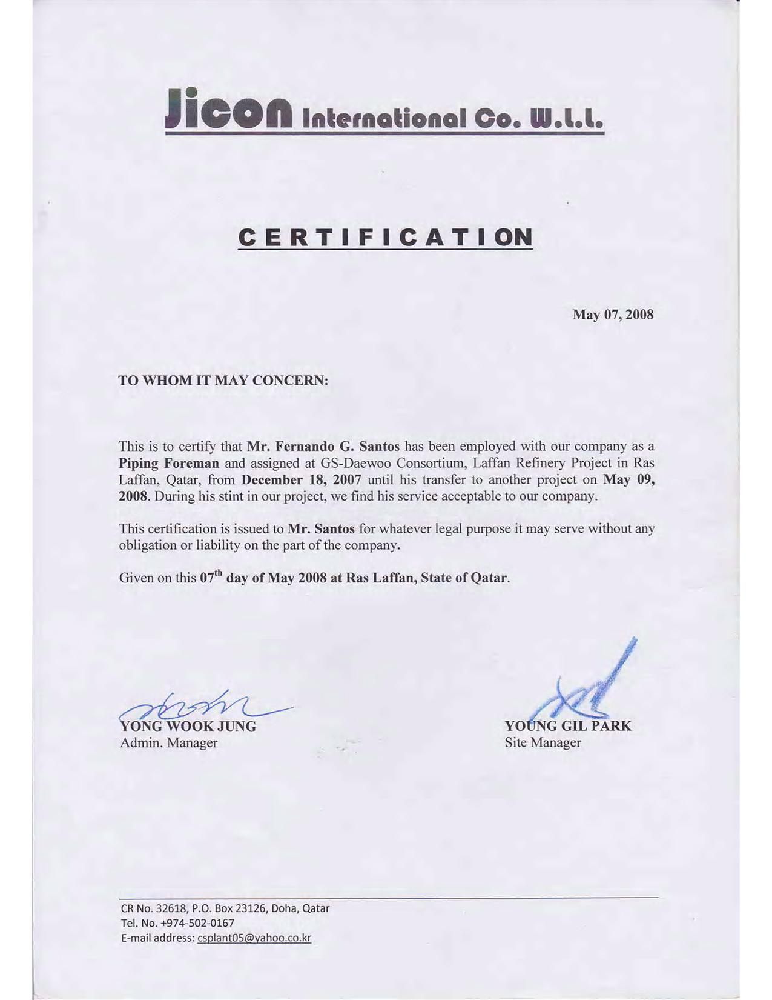 Jicon International Co. W.L.L.
CERTIFICATION
May 07, 2008
TO WHOM IT MAY CONCERN:
This is to certify that Mr. Fernando G. Santos has been employed with our company as a
Piping Foreman and assigned at GS-Daewoo Consortium, Laffan Refinery Project in Ras
Laffan, Qatar, from December 18, 2007 until his transfer to another project on May 09,
2008. During his stint in our project, we find his service acceptable to our company.
This certification is issued to Mr. Santos for whatever legal purpose it may serve without any
obligation or liability on the part of the company.
Given on this 07th day of May 2008 at Ras Laffan, State of Qatar.
YONG WOOK JUNG
Admin. Manager
YOUNG GIL PARK
Site Manager
CR No. 32618, P.O. Box 23126, Doha, Qatar
Tel. No. +974-502-0167
E-mail address: csplant05@yahoo.co.kr